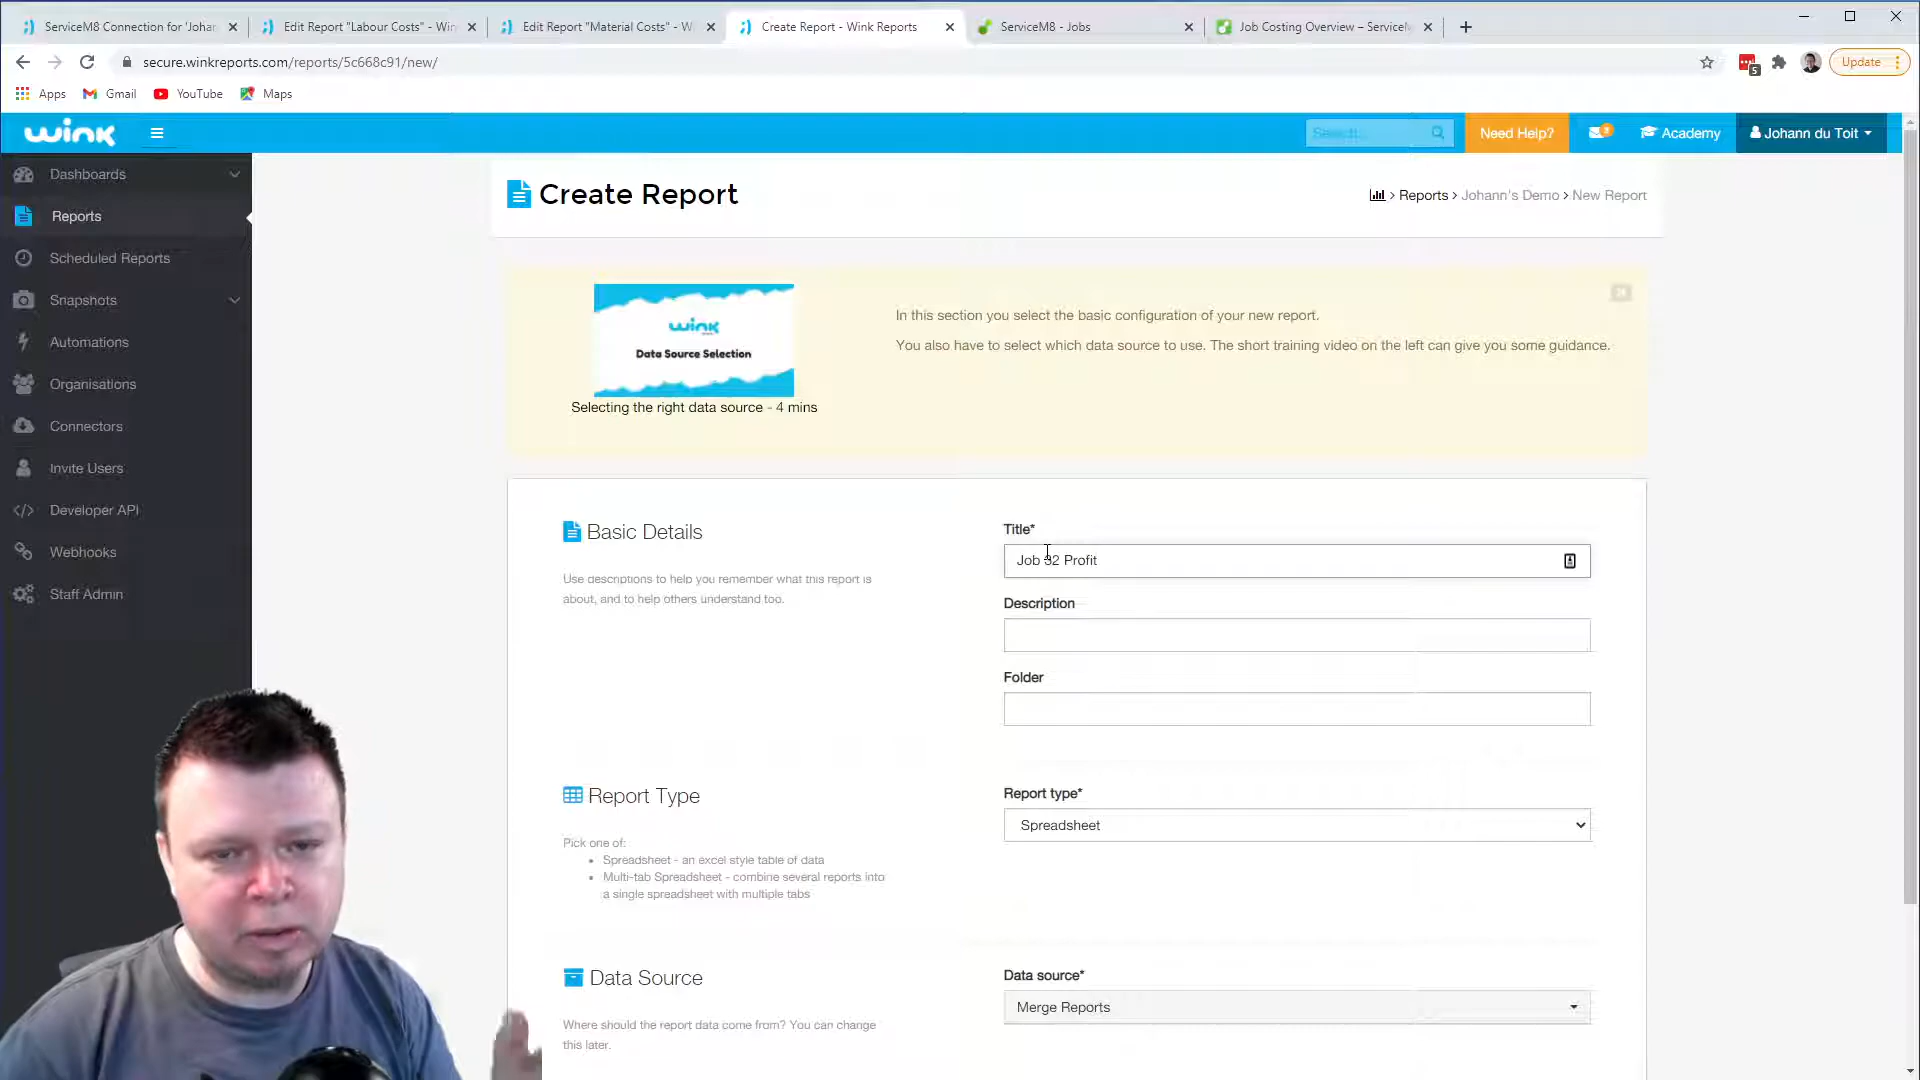 ServiceM8 Connection for 'Johan
Edit Report "Labour Costs" - Win
Edit Report "Material Costs" - W
Create Report - Wink Reports
ServiceM8 - Jobs
Job Costing Overview – ServiceM
secure.winkreports.com/reports/5c668c91/new/
5
Update
Apps
Gmail
YouTube
Maps
wink
Search...
Need Help?
Academy
Johann du Toit
Dashboards
Reports
Scheduled Reports
Snapshots
Automations
Organisations
Connectors
Invite Users
Developer API
Webhooks
Staff Admin
Create Report
> Reports > Johann's Demo > New Report
wink
Data Source Selection
Selecting the right data source - 4 mins
In this section you select the basic configuration of your new report.
You also have to select which data source to use. The short training video on the left can give you some guidance.
Basic Details
Use descriptions to help you remember what this report is
about, and to help others understand too.
Title*
Job 32 Profit
Description
Folder
Report Type
Pick one of:
• Spreadsheet - an excel style table of data
• Multi-tab Spreadsheet - combine several reports into
a single spreadsheet with multiple tabs
Report type*
Spreadsheet
Data Source
Where should the report data come from? You can change
this later.
Data source*
Merge Reports